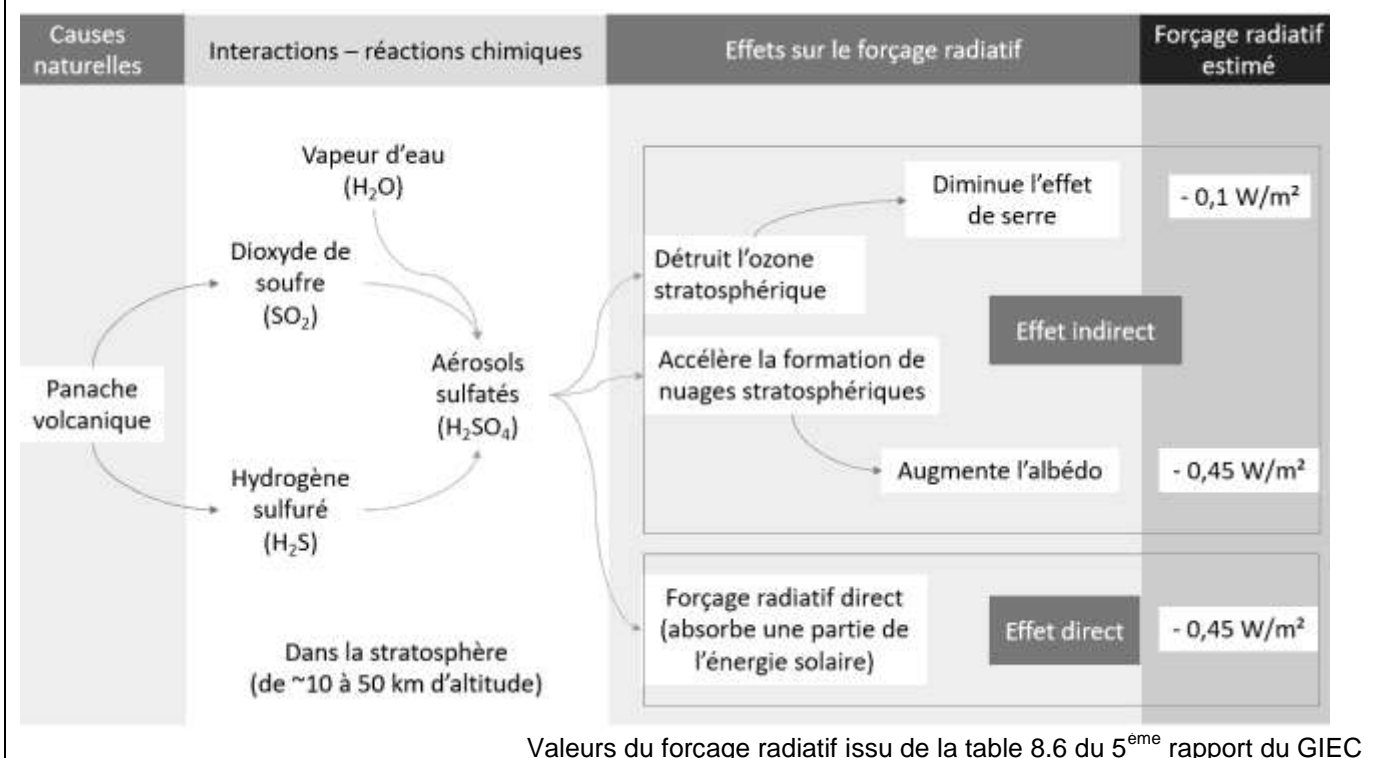 Causes
naturelles
Interactions – réactions chimiques
Effets sur le forçage radiatif
Forçage radiatif
estimé
Vapeur d'eau
(H₂O)
Dioxyde de
soufre
(SO₂)
Panache
volcanique
Hydrogène
sulfuré
(H₂S)
Aérosols
sulfatés
(H₂SO₄)
Dans la stratosphère
(de ~10 à 50 km d'altitude)
Diminue l'effet
de serre
- 0,1 W/m²
Détruit l'ozone
stratosphérique
Effet indirect
Accélère la formation de
nuages stratosphériques
Augmente l'albédo
- 0,45 W/m²
Forçage radiatif direct
(absorbe une partie de
l'énergie solaire)
Effet direct
- 0,45 W/m²
Valeurs du forçage radiatif issu de la table 8.6 du 5ème rapport du GIEC